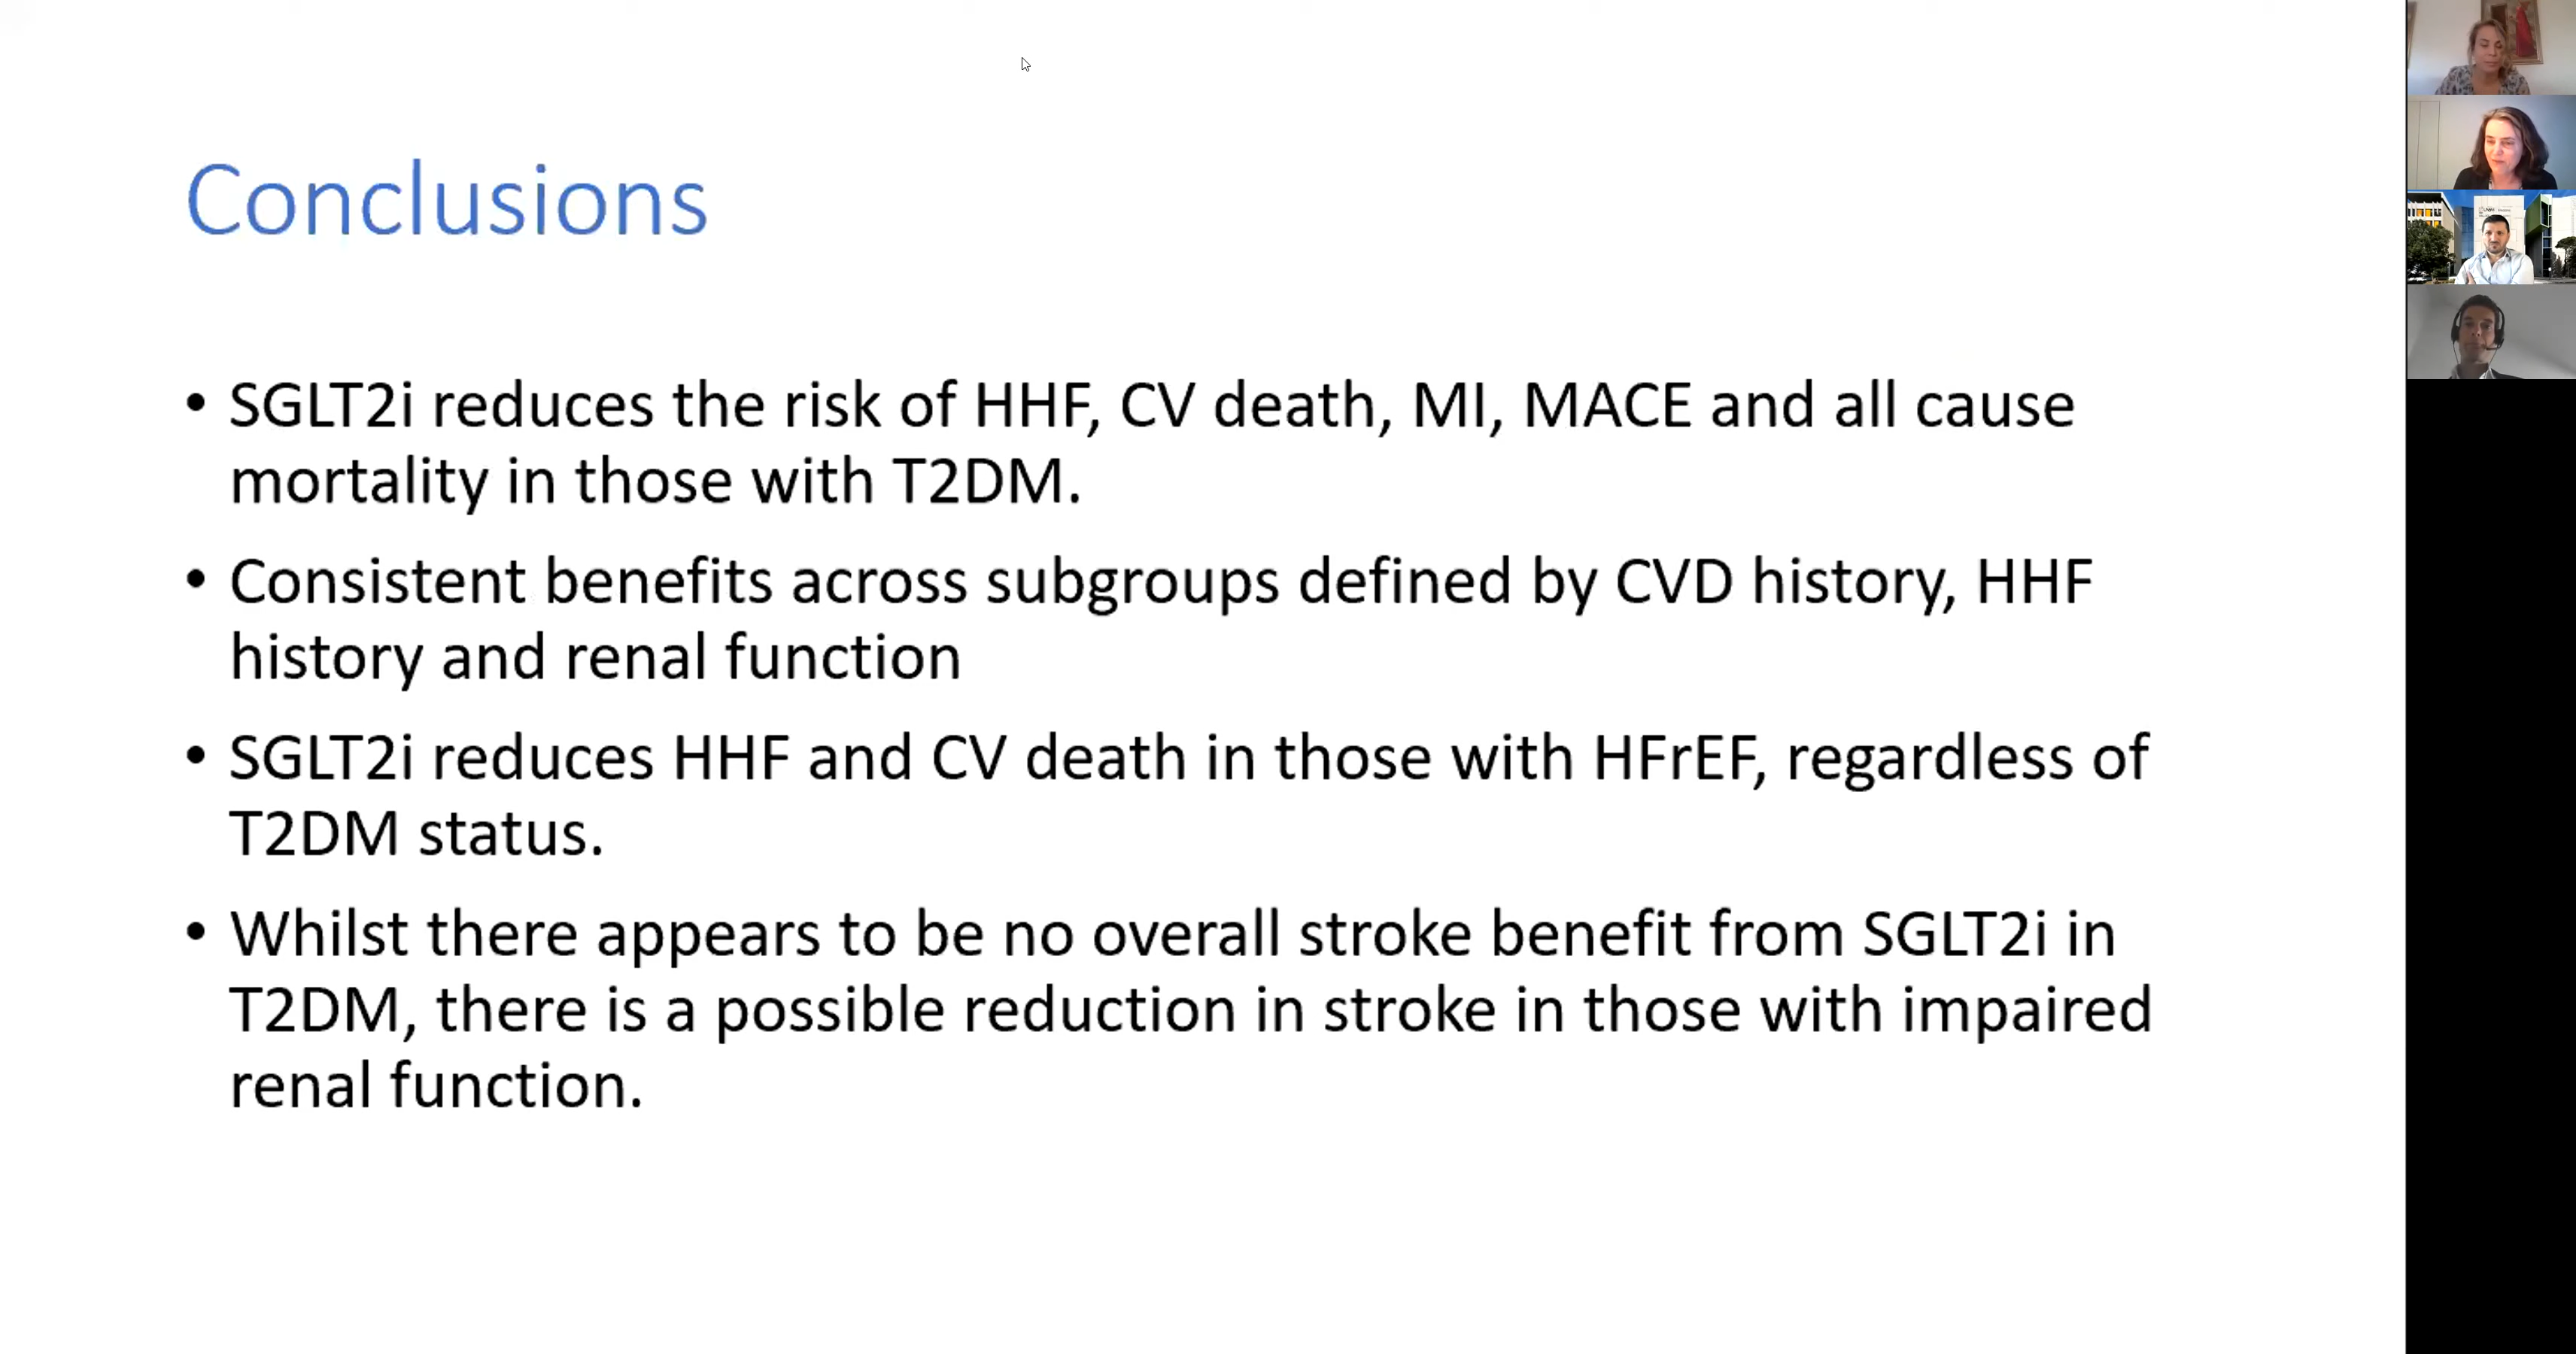 Conclusions
• SGLT2i reduces the risk of HHF, CV death, MI, MACE and all cause
mortality in those with T2DM.
• Consistent benefits across subgroups defined by CVD history, HHF
history and renal function
• SGLT2i reduces HHF and CV death in those with HFrEF, regardless of
T2DM status.
• Whilst there appears to be no overall stroke benefit from SGLT2i in
T2DM, there is a possible reduction in stroke in those with impaired
renal function.